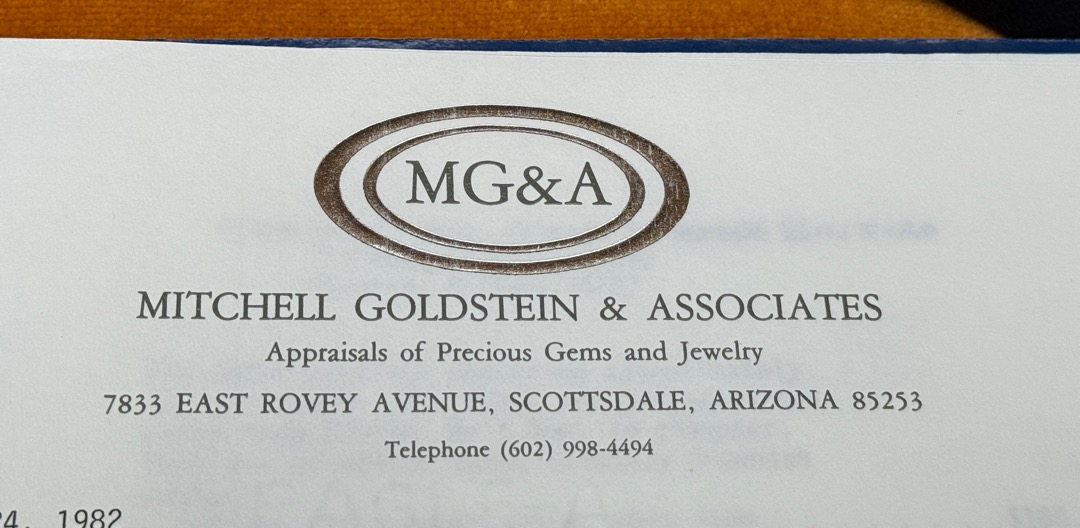 MG&A
MITCHELL GOLDSTEIN & ASSOCIATES
Appraisals of Precious Gems and Jewelry
7833 EAST ROVEY AVENUE, SCOTTSDALE, ARIZONA 85253
Telephone (602) 998-4494
24, 1982